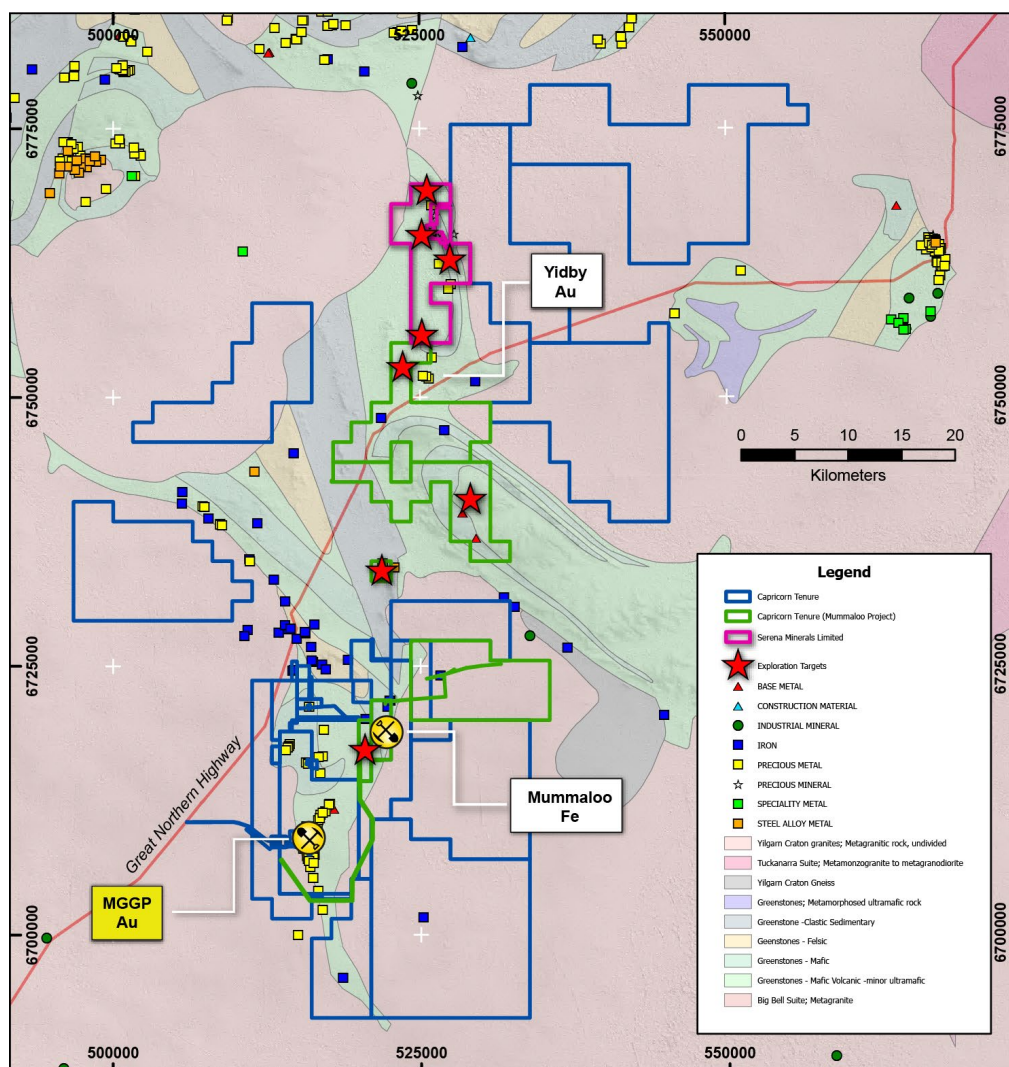 500000
525000
550000
6775000
6775000
Yidby
Au
6750000
6750000
0 5 10 15 20
Kilometers
Legend
Capricorn Tenure
Capricorn Tenure (Mummaloo Project)
Serena Minerals Limited
Exploration Targets
BASE METAL
CONSTRUCTION MATERIAL
INDUSTRIAL MINERAL
IRON
PRECIOUS METAL
PRECIOUS MINERAL
SPECIALITY METAL
STEEL ALLOY METAL
Yilgarn Craton granites; Metagranitic rock, undivided
Tuckanarra Suite; Metamonzogranite to metagranodiorite
Yilgarn Craton Gneiss
Greenstones; Metamorphosed ultramafic rock
Greenstone -Clastic Sedimentary
Geenstones - Felsic
Greenstones - Mafic
Greenstones - Mafic Volcanic -minor ultramafic
Big Bell Suite; Metagranite
6725000
6725000
Great Northern Highway
Mummaloo
Fe
MGGP
Au
6700000
6700000
500000
525000
550000